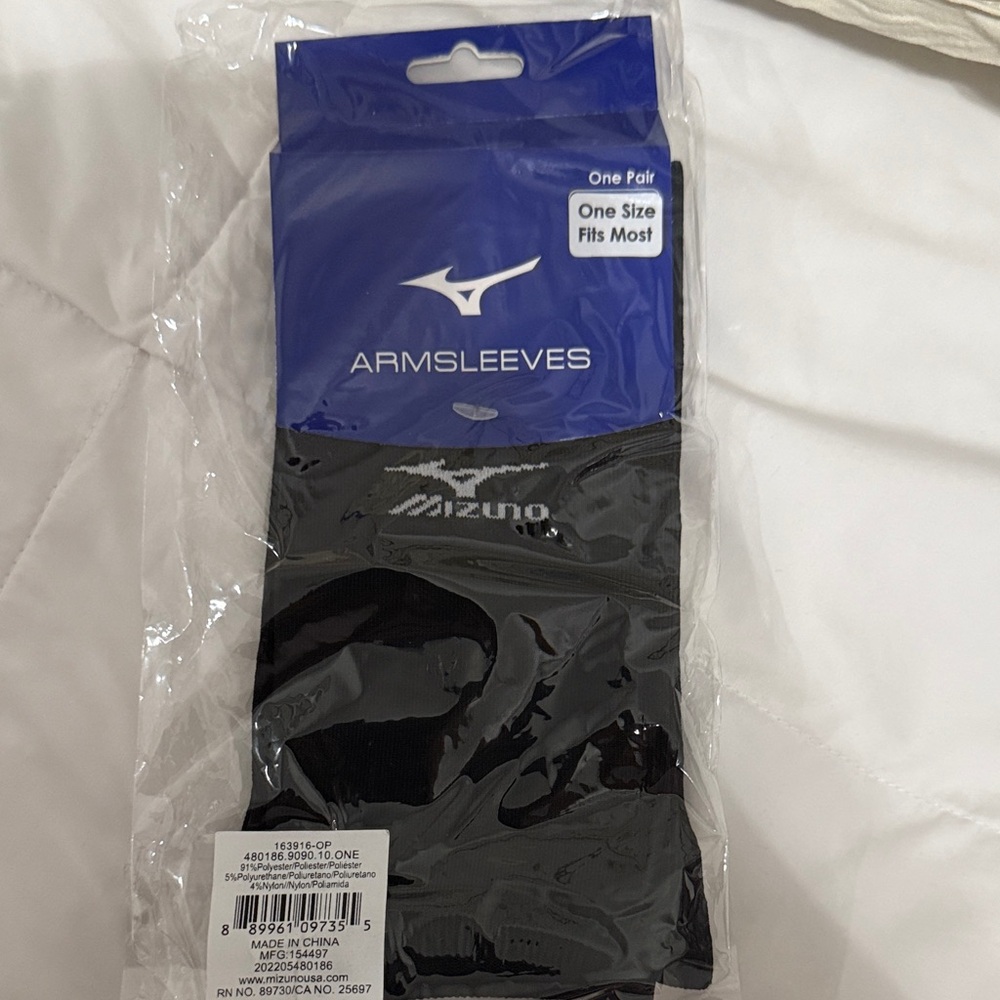 One Pair
One Size
Fits Most
ARMSLEEVES
Mizuno
163916-OP
480186.9090.10.ONE
91%Polyester/Poliester/Poliéster
5%Polyurethane/Poliuretano/Poliuretano
4%Nylon//Nylon/Poliamida
8 89961 09735 5
MADE IN CHINA
MFG:154497
202205480186
www.mizunousa.com
RN NO. 89730/CA NO. 25697